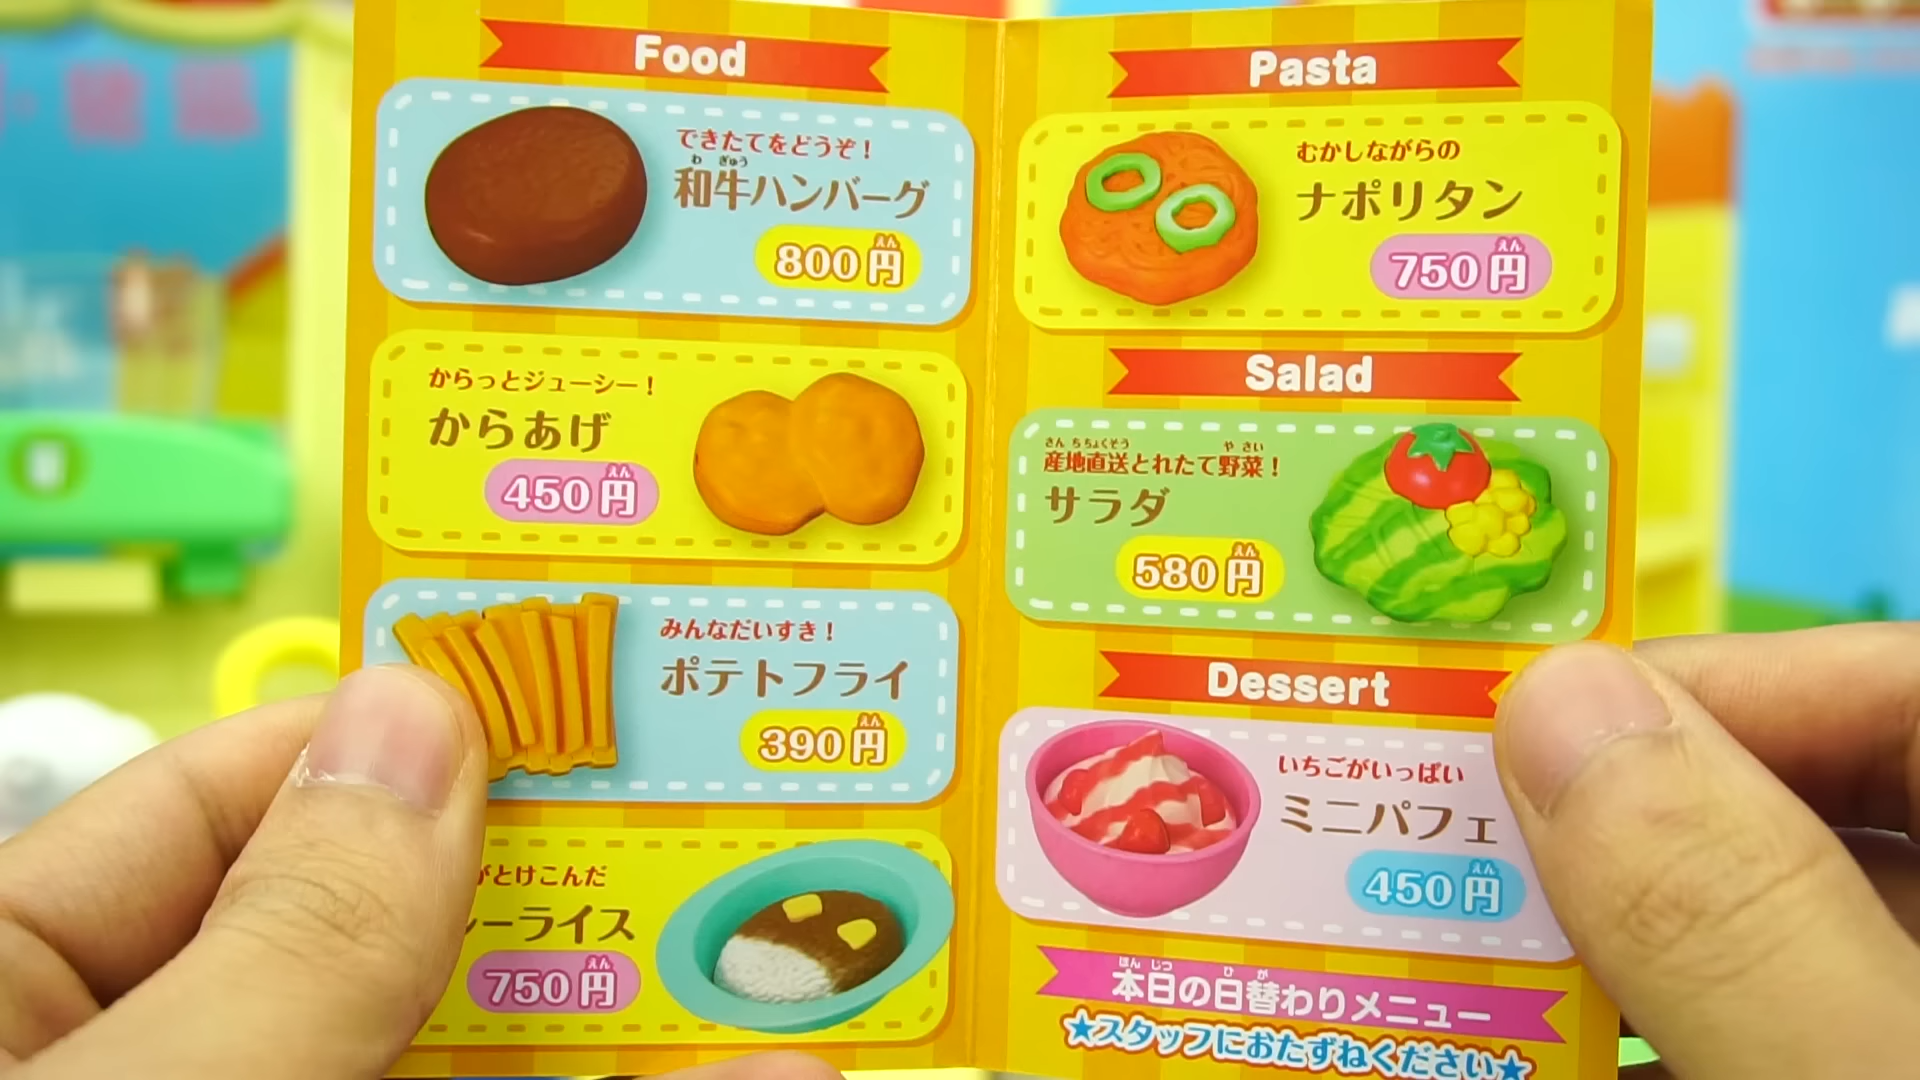 Food
できたてをどうぞ！
わ ぎゅう
和牛ハンバーグ
えん
800円
からっとジューシー！
からあげ
えん
450円
みんなだいすき！
ポテトフライ
えん
390円
がとけこんだ
レーライス
えん
750円
Pasta
むかしながらの
ナポリタン
えん
750円
Salad
さん ち ちょくそう や さい
産地直送とれたて野菜！
サラダ
えん
580円
Dessert
いちごがいっぱい
ミニパフェ
えん
450円
ほん じつ ひ が
本日の日替わりメニュー
★スタッフにおたずねください★